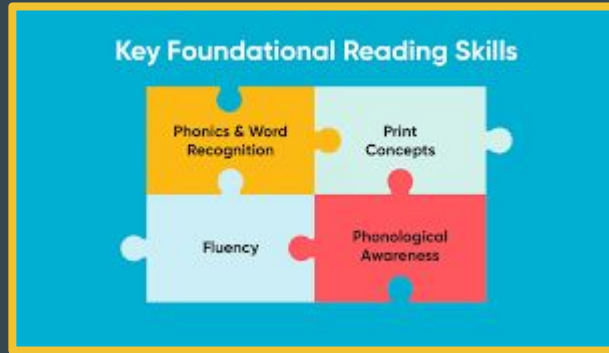 Key Foundational Reading Skills
Phonics & Word
Recognition
Print
Concepts
Fluency
Phonological
Awareness